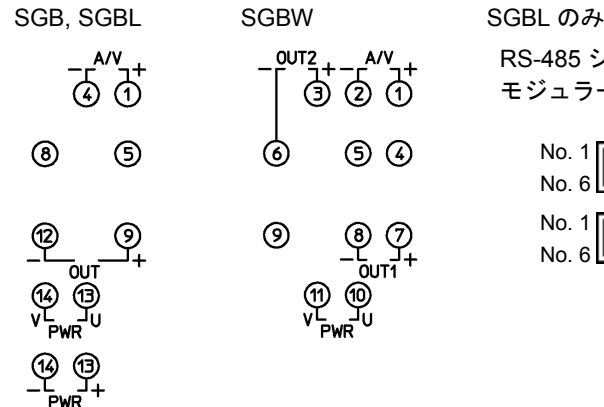 SGB, SGBL
A/V
- +
4 1
8 5
12 9
- OUT +
14 13
V PWR U
14 13
- PWR +
SGBW
OUT2 A/V
- + - +
3 2 1
6 5 4
9 8 7
- OUT1 +
11 10
V PWR U
SGBL のみ
RS-485 シ
モジュラー
No. 1
No. 6
No. 1
No. 6